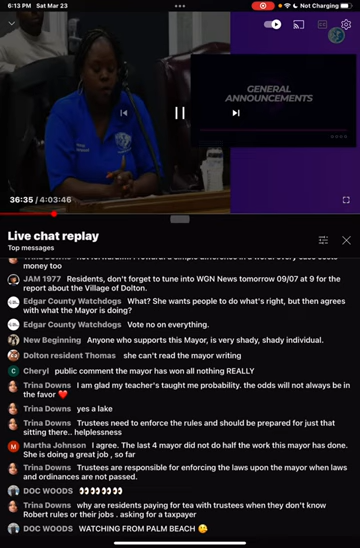 6:13 PM Sat Mar 23
Not Charging
GENERAL
ANNOUNCEMENTS
36:35 / 4:03:46
Live chat replay
Top messages
money too
JAM 1977 Residents, don't forget to tune into WGN News tomorrow 09/07 at 9 for the
report about the Village of Dolton.
Edgar County Watchdogs What? She wants people to do what's right, but then agrees
with what the Mayor is doing?
Edgar County Watchdogs Vote no on everything.
New Beginning Anyone who supports this Mayor, is very shady, shady individual.
Dolton resident Thomas she can't read the mayor writing
C Cheryl public comment the mayor has won all nothing REALLY
Trina Downs I am glad my teacher's taught me probability. the odds will not always be in
the favor ❤️
Trina Downs yes a lake
Trina Downs Trustees need to enforce the rules and should be prepared for just that
sitting there.. helplessness
M Martha Johnson I agree. The last 4 mayor did not do half the work this mayor has done.
She is doing a great job , so far
Trina Downs Trustees are responsible for enforcing the laws upon the mayor when laws
and ordinances are not passed.
DOC WOODS 👀👀👀👀👀
Trina Downs why are residents paying for tea with trustees when they don't know
Robert rules or their jobs . asking for a taxpayer
DOC WOODS WATCHING FROM PALM BEACH